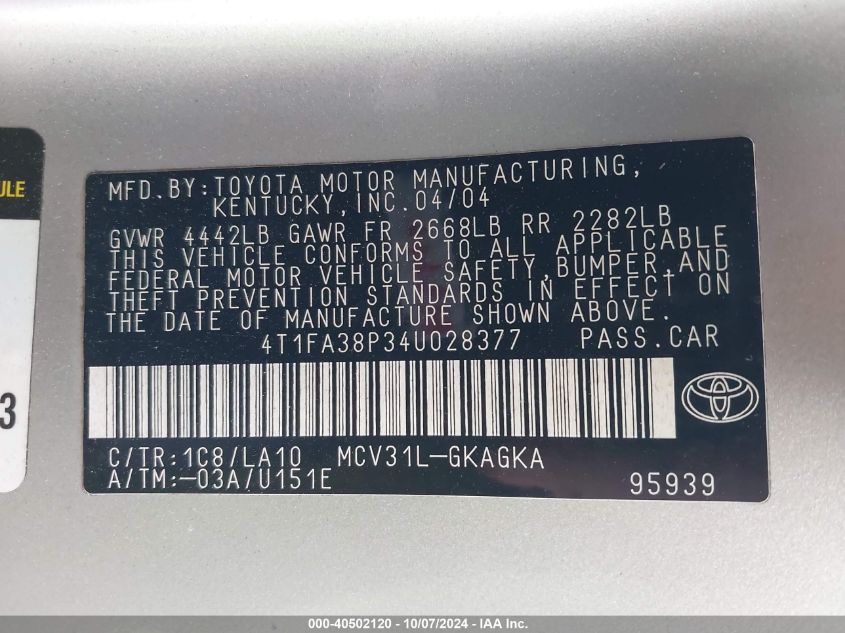 ULE
3
MFD.BY:TOYOTA MOTOR MANUFACTURING,
KENTUCKY,INC.04/04
GVWR 4442LB GAWR FR 2668LB RR 2282LB
THIS VEHICLE CONFORMS TO ALL APPLICABLE
FEDERAL MOTOR VEHICLE SAFETY,BUMPER,AND
THEFT PREVENTION STANDARDS IN EFFECT ON
THE DATE OF MANUFACTURE SHOWN ABOVE.
4T1FA38P34U028377 PASS.CAR
C/TR:1C8/LA10 MCV31L-GKAGKA
A/TM:-03A/U151E 95939
000-40502120 - 10/07/2024 - IAA Inc.